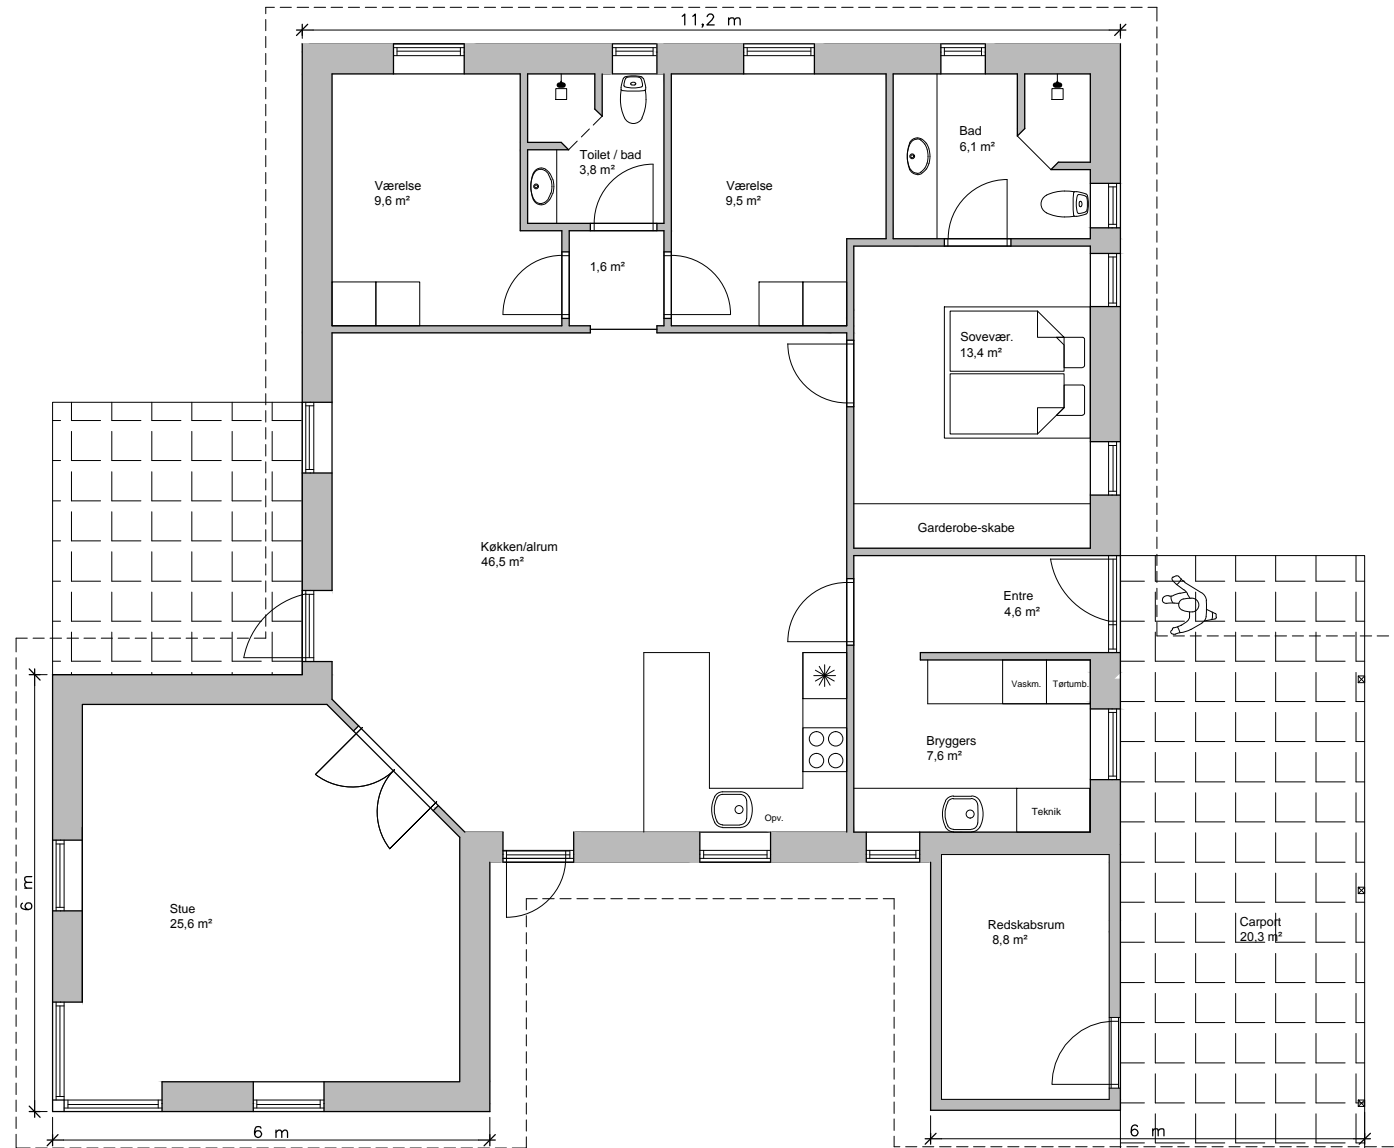 11,2 m
Værelse
9,6 m²
Toilet / bad
3,8 m²
Værelse
9,5 m²
Bad
6,1 m²
1,6 m²
Sovevær.
13,4 m²
Garderobe-skabe
Køkken/alrum
46,5 m²
Entre
4,6 m²
Vaskm.
Tørtumb.
Bryggers
7,6 m²
Opv.
Teknik
6 m
Stue
25,6 m²
Redskabsrum
8,8 m²
Carport
20,3 m²
6 m
6 m